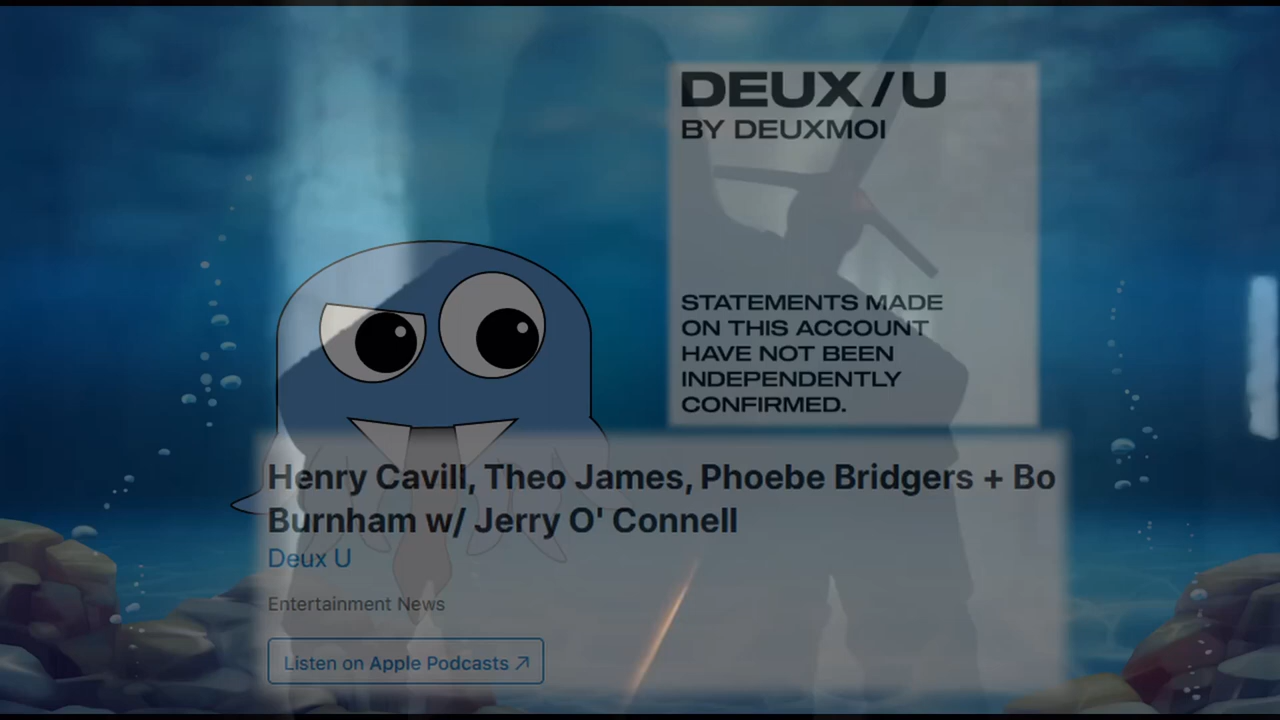 DEUX / U
BY DEUXMOI
STATEMENTS MADE
ON THIS ACCOUNT
HAVE NOT BEEN
INDEPENDENTLY
CONFIRMED.
Henry Cavill, Theo James, Phoebe Bridgers + Bo
Burnham w/ Jerry O' Connell
Deux U
Entertainment News
Listen on Apple Podcasts ↗